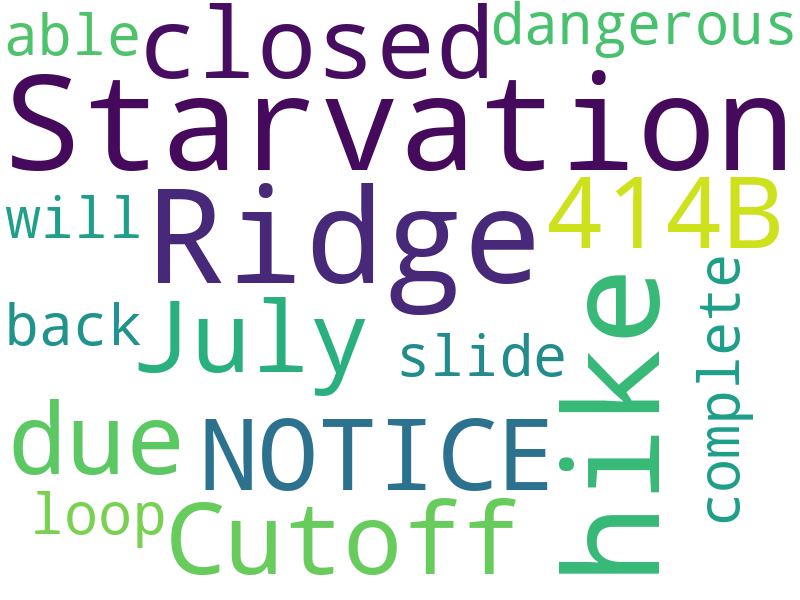 able closed dangerous
Starvation
will Ridge 414B
back July slide hike complete
due NOTICE
loop Cutoff